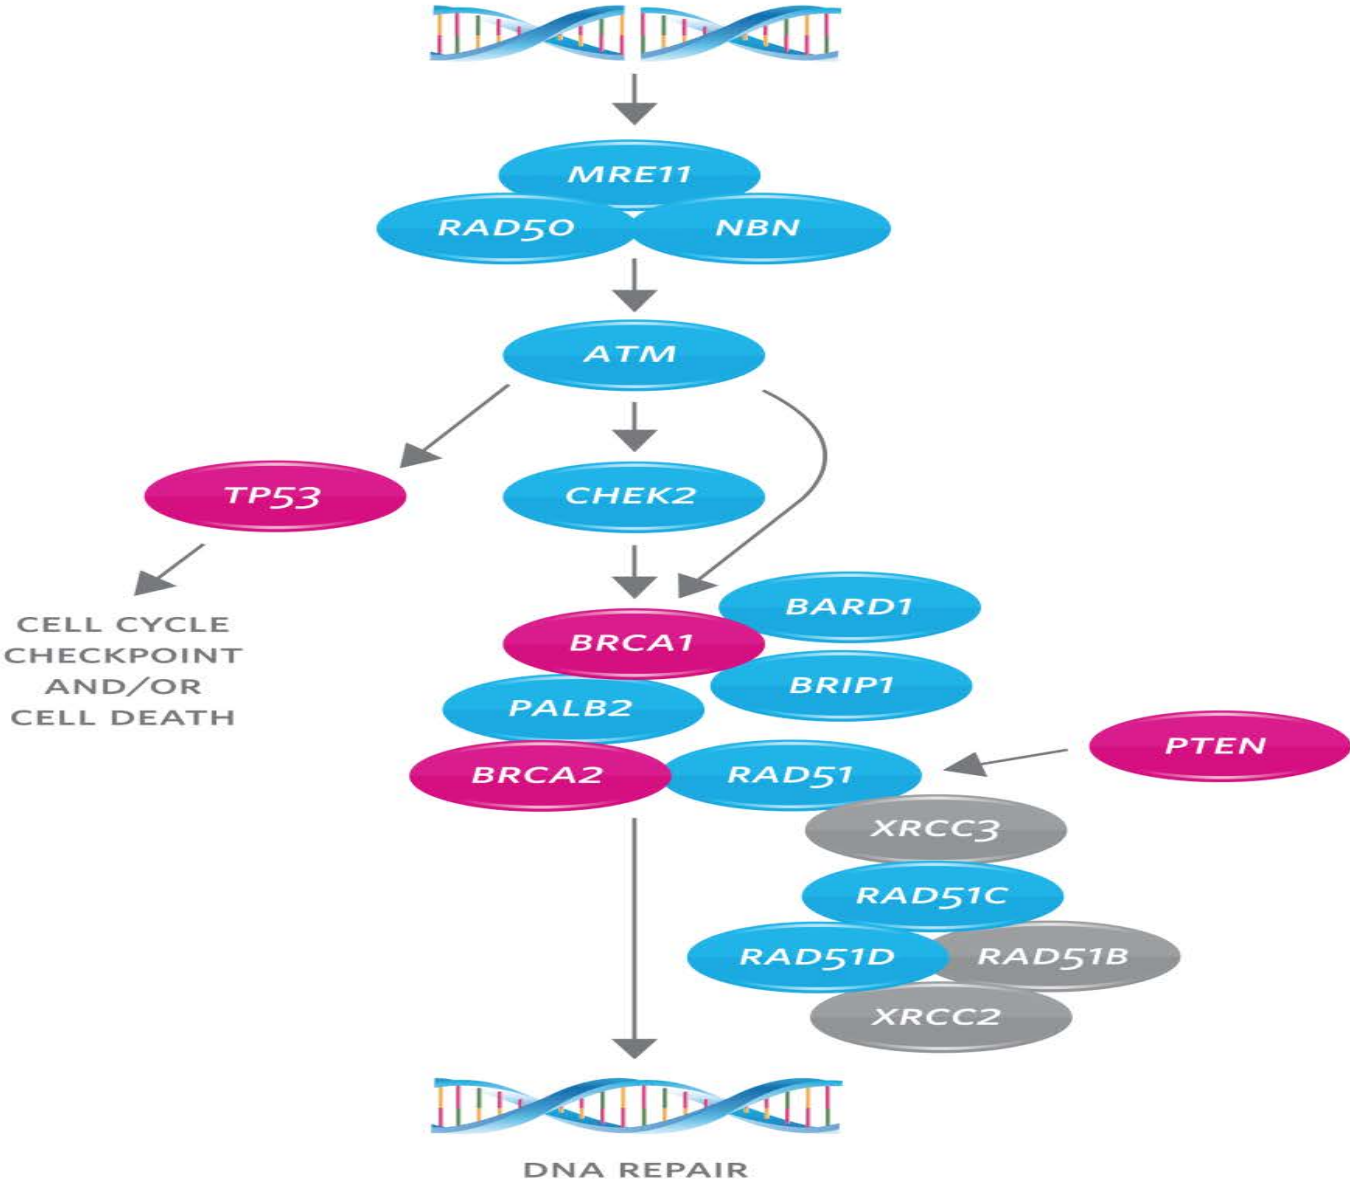 MRE11
RAD50
NBN
ATM
TP53
CHEK2
CELL CYCLE
CHECKPOINT
AND/OR
CELL DEATH
BARD1
BRCA1
BRIP1
PALB2
PTEN
BRCA2
RAD51
XRCC3
RAD51C
RAD51D
RAD51B
XRCC2
DNA REPAIR